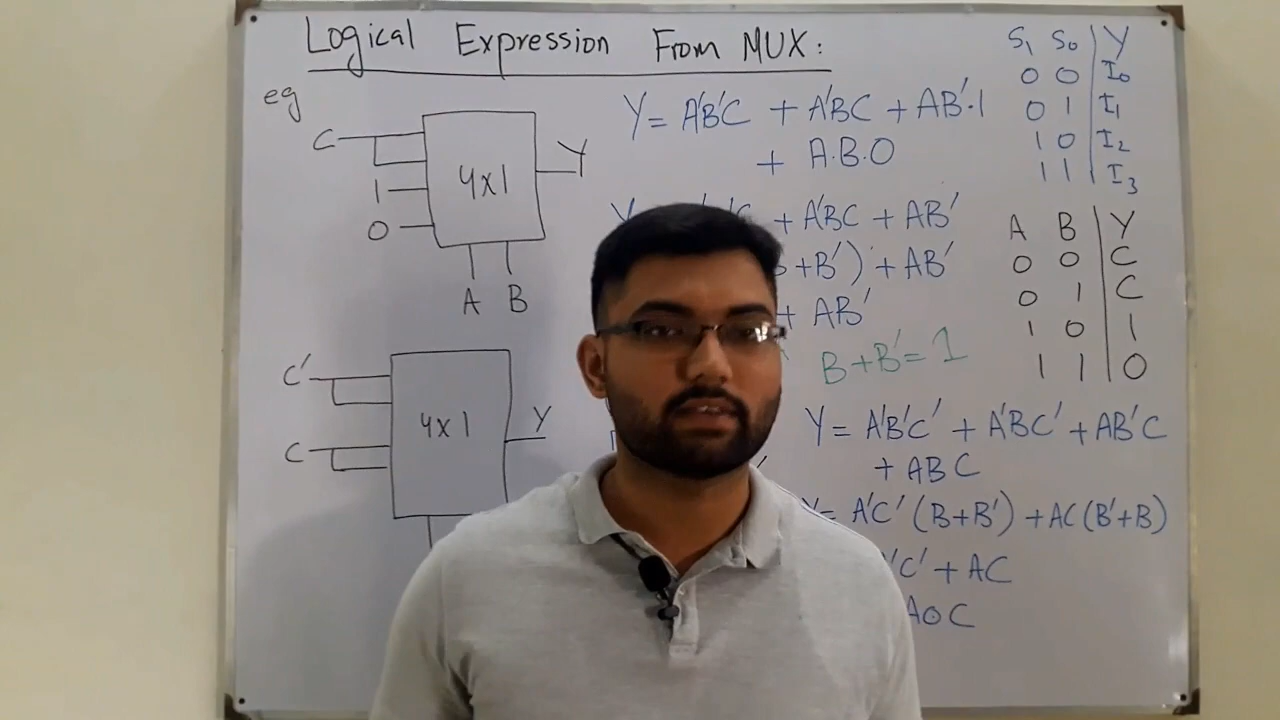 Logical Expression From MUX:
eg
C
1
0
4x1
Y
A B
Y = A'B'C + A'BC + AB'·1
+ A·B·0
+ A'BC + AB'
+B') + AB'
+ AB'
B+B' = 1
S1 S0 Y
0 0 I0
0 1 I1
1 0 I2
1 1 I3
A B Y
0 0 C
0 1 C
1 0 1
1 1 0
C'
C
4x1
Y
Y = A'B'C' + A'BC' + AB'C
+ ABC
= A'C' (B+B') + AC (B'+B)
'C' + AC
A⊙C